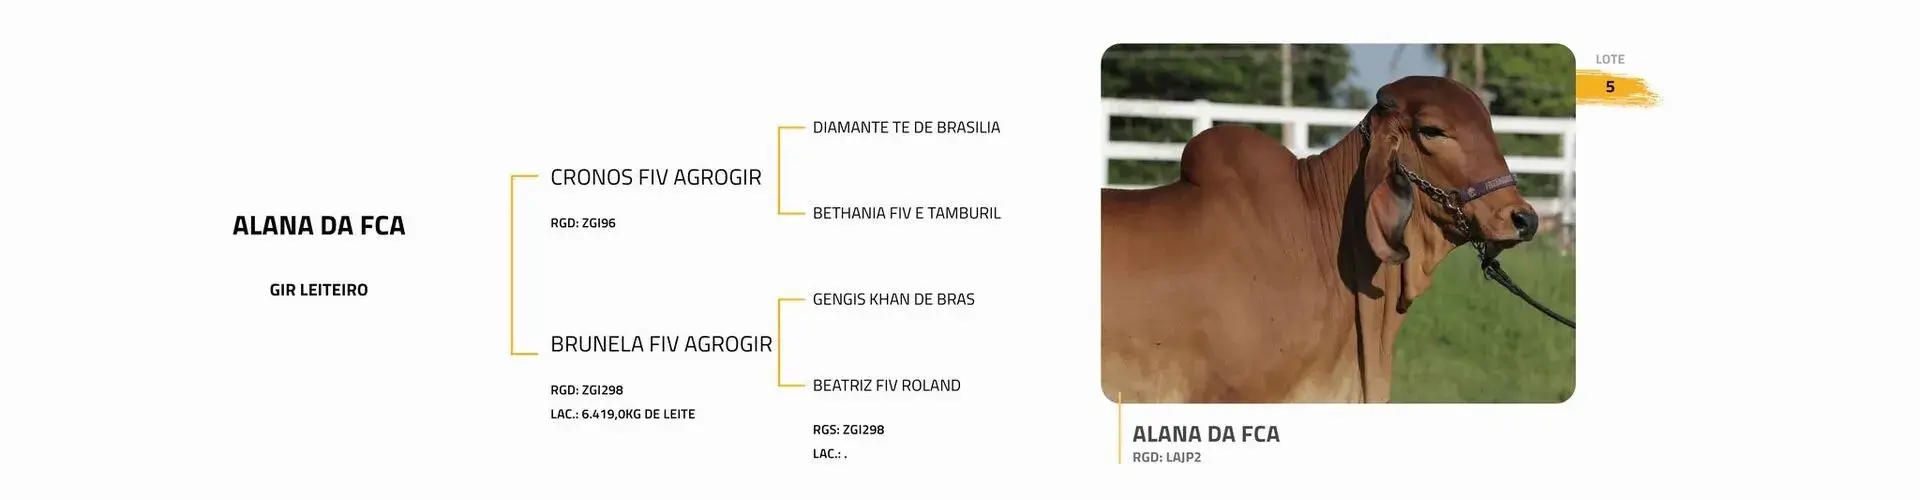 ALANA DA FCA
GIR LEITEIRO
CRONOS FIV AGROGIR
RGD: ZGI96
BRUNELA FIV AGROGIR
RGD: ZGI298
LAC.: 6.419,0KG DE LEITE
DIAMANTE TE DE BRASILIA
BETHANIA FIV E TAMBURIL
GENGIS KHAN DE BRAS
BEATRIZ FIV ROLAND
RGS: ZGI298
LAC.: .
LOTE
5
ALANA DA FCA
RGD: LAJP2